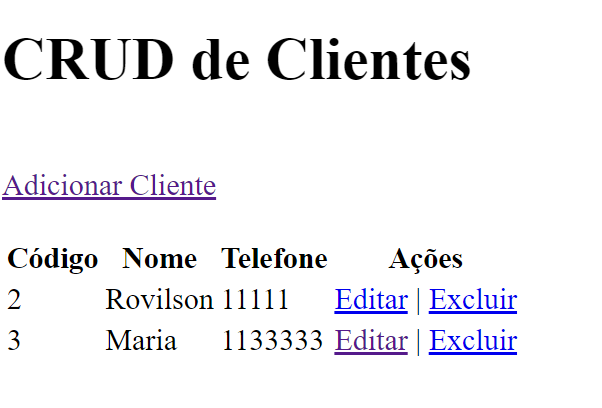 CRUD de Clientes
Adicionar Cliente
Código Nome Telefone Ações
2 Rovilson 11111 Editar | Excluir
3 Maria 1133333 Editar | Excluir